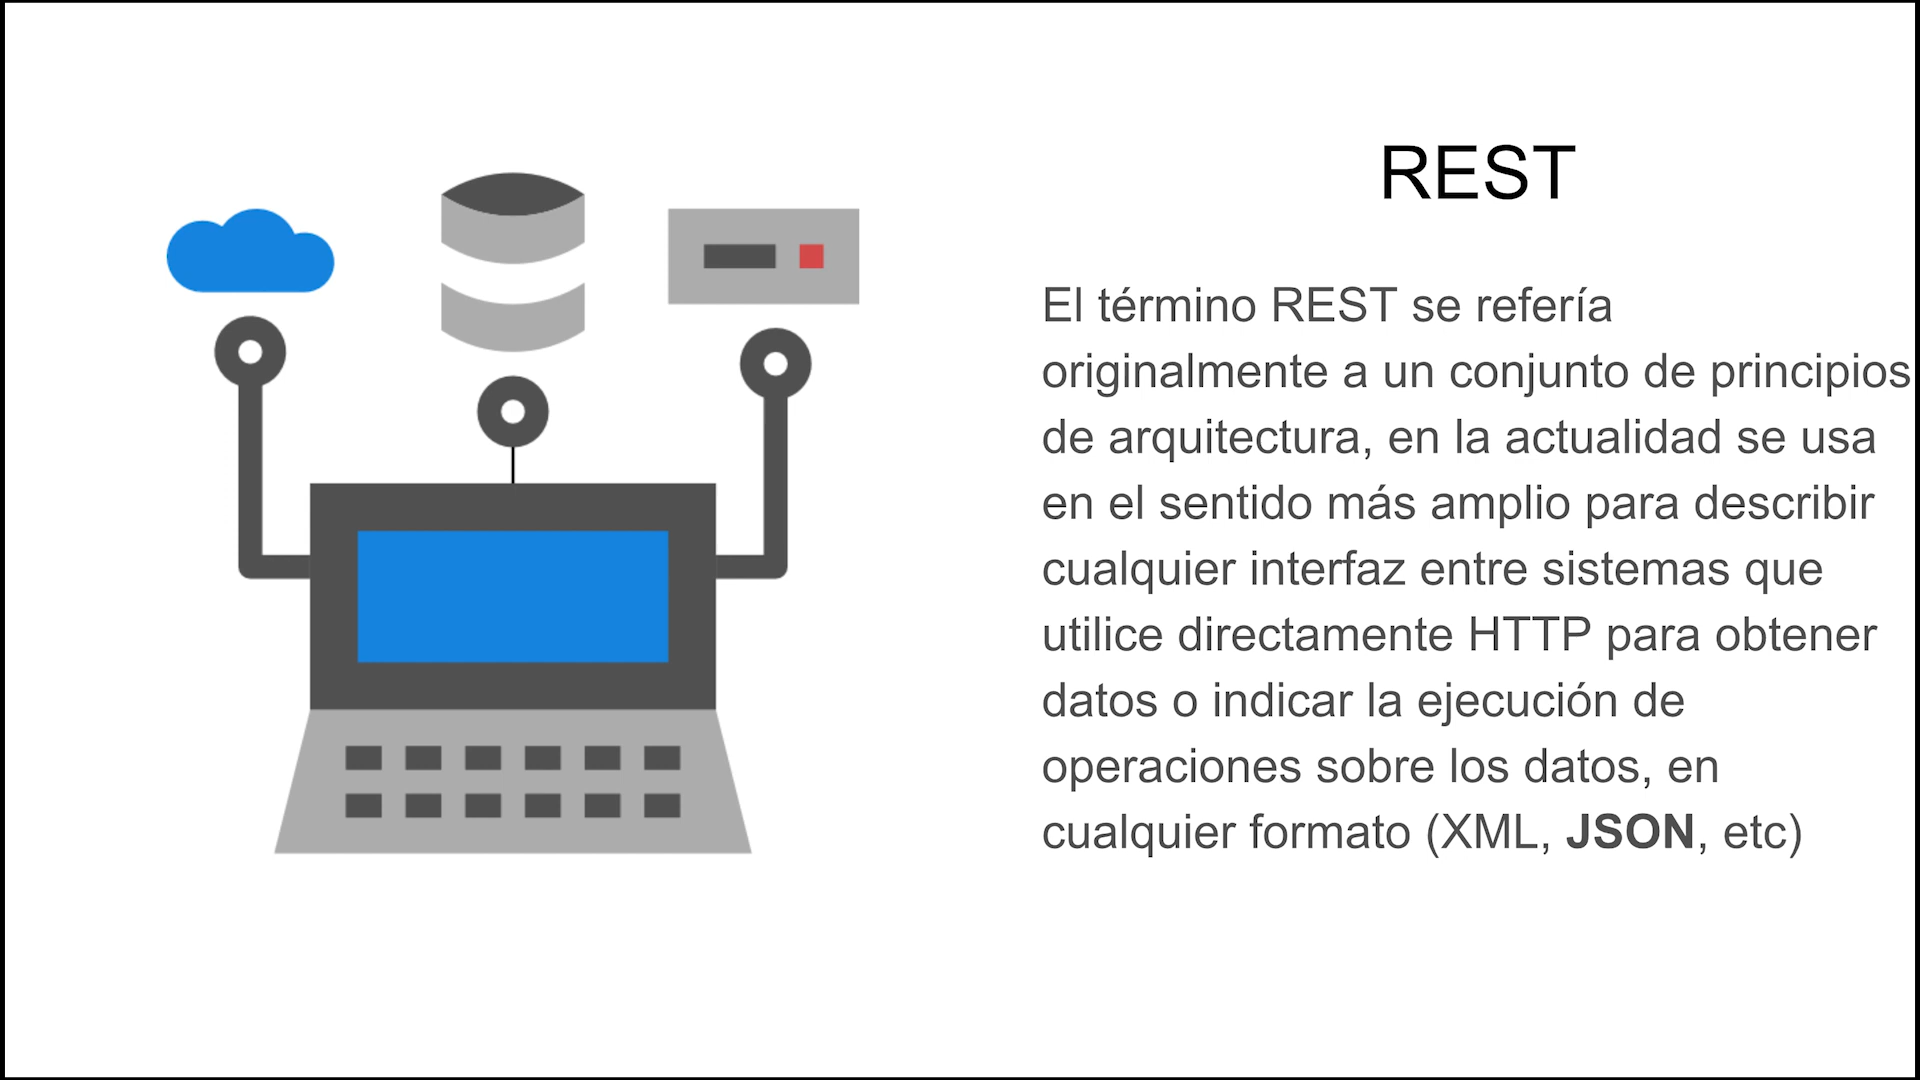 REST
El término REST se refería
originalmente a un conjunto de principios
de arquitectura, en la actualidad se usa
en el sentido más amplio para describir
cualquier interfaz entre sistemas que
utilice directamente HTTP para obtener
datos o indicar la ejecución de
operaciones sobre los datos, en
cualquier formato (XML, JSON, etc)